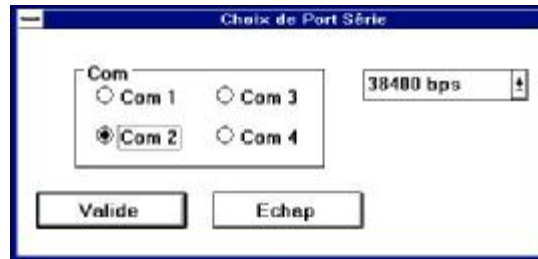 Choix de Port Série
Com
Com 1
Com 3
38400 bps
Com 2
Com 4
Valide
Echap